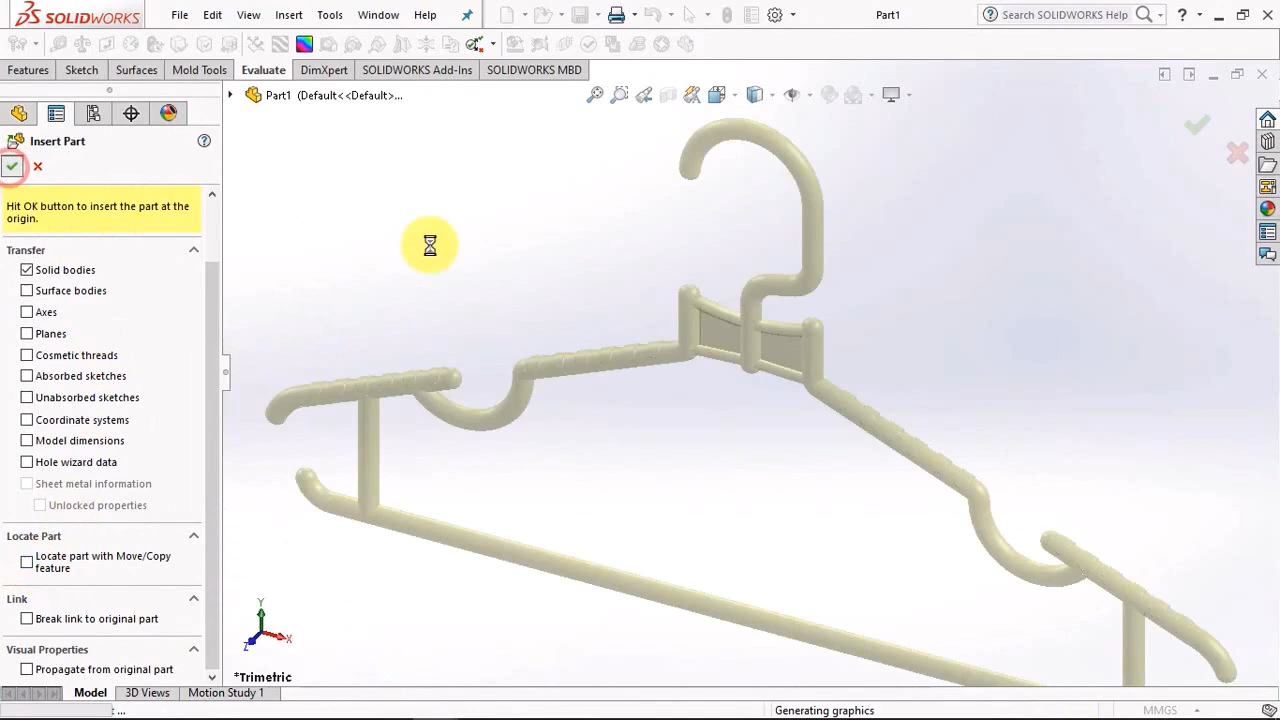 SOLIDWORKS
File Edit View Insert Tools Window Help
Part1
Search SOLIDWORKS Help
Features Sketch Surfaces Mold Tools Evaluate DimXpert SOLIDWORKS Add-Ins SOLIDWORKS MBD
Part1 (Default<<Default>...
Insert Part
Hit OK button to insert the part at the
origin.
Transfer
Solid bodies
Surface bodies
Axes
Planes
Cosmetic threads
Absorbed sketches
Unabsorbed sketches
Coordinate systems
Model dimensions
Hole wizard data
Sheet metal information
Unlocked properties
Locate Part
Locate part with Move/Copy
feature
Link
Break link to original part
Visual Properties
Propagate from original part
Y
X
Z
*Trimetric
Model 3D Views Motion Study 1
: ...
Generating graphics
MMGS